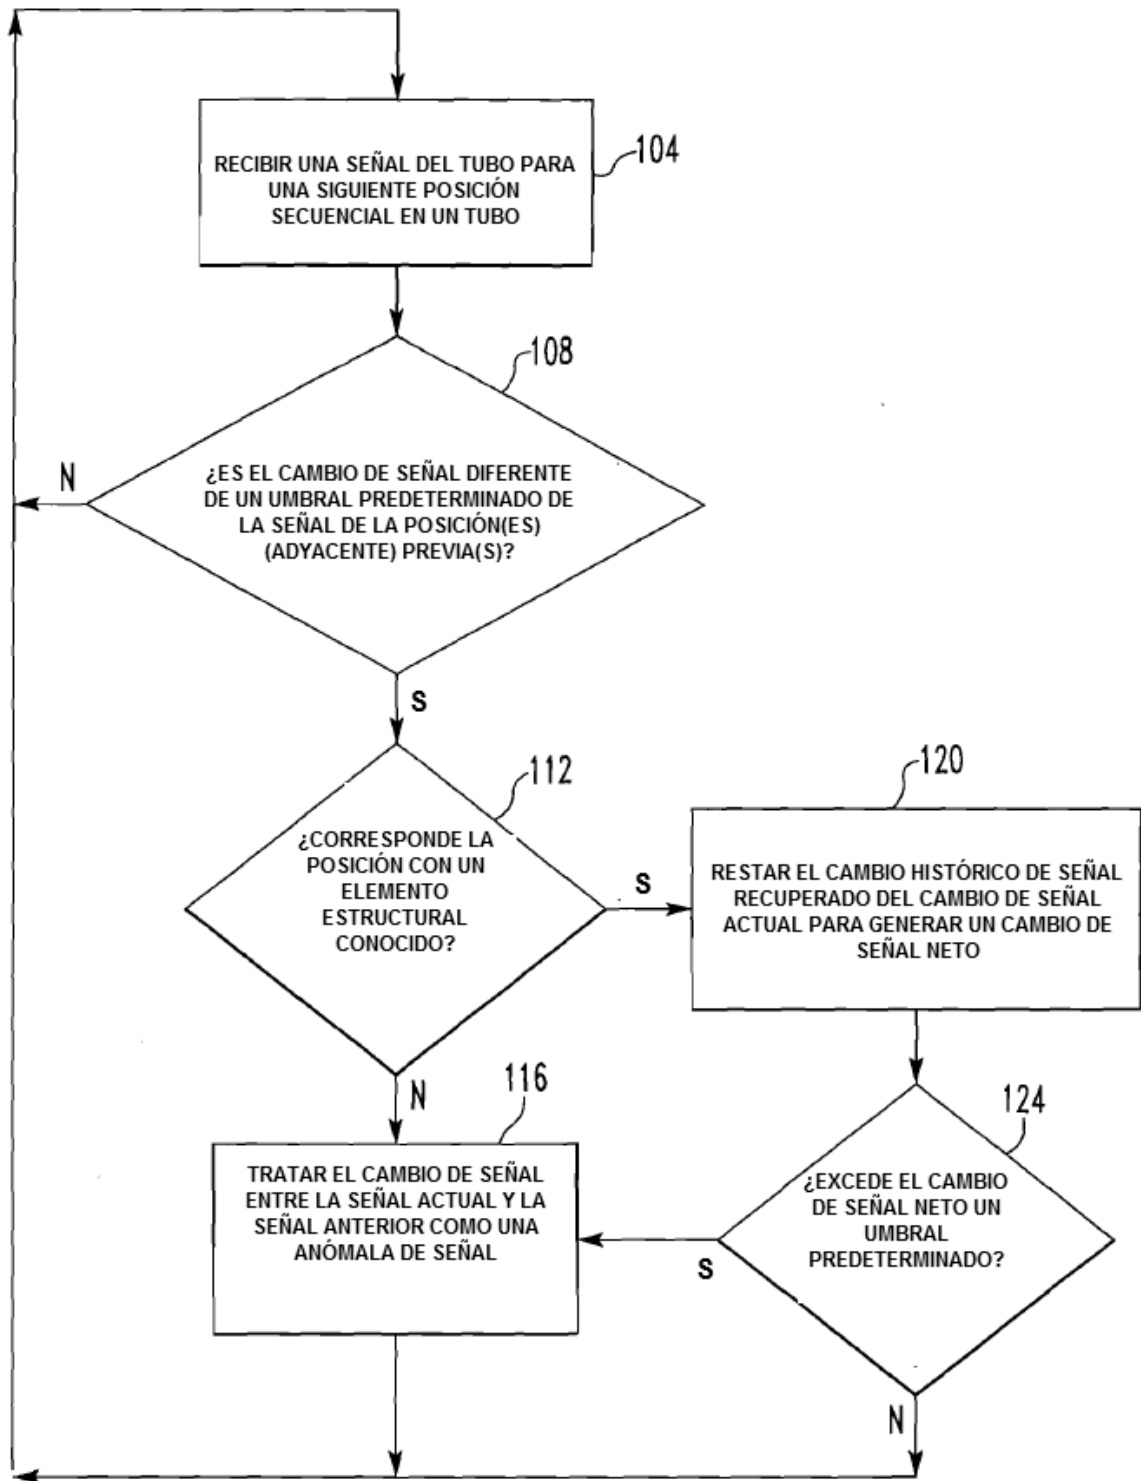 RECIBIR UNA SEÑAL DEL TUBO PARA
UNA SIGUIENTE POSICIÓN
SECUENCIAL EN UN TUBO
104
108
¿ES EL CAMBIO DE SEÑAL DIFERENTE
DE UN UMBRAL PREDETERMINADO DE
LA SEÑAL DE LA POSICIÓN(ES)
(ADYACENTE) PREVIA(S)?
N
S
112
¿CORRESPONDE LA
POSICIÓN CON UN
ELEMENTO
ESTRUCTURAL
CONOCIDO?
S
N
120
RESTAR EL CAMBIO HISTÓRICO DE SEÑAL
RECUPERADO DEL CAMBIO DE SEÑAL
ACTUAL PARA GENERAR UN CAMBIO DE
SEÑAL NETO
116
TRATAR EL CAMBIO DE SEÑAL
ENTRE LA SEÑAL ACTUAL Y LA
SEÑAL ANTERIOR COMO UNA
ANÓMALA DE SEÑAL
124
¿EXCEDE EL CAMBIO
DE SEÑAL NETO UN
UMBRAL
PREDETERMINADO?
S
N